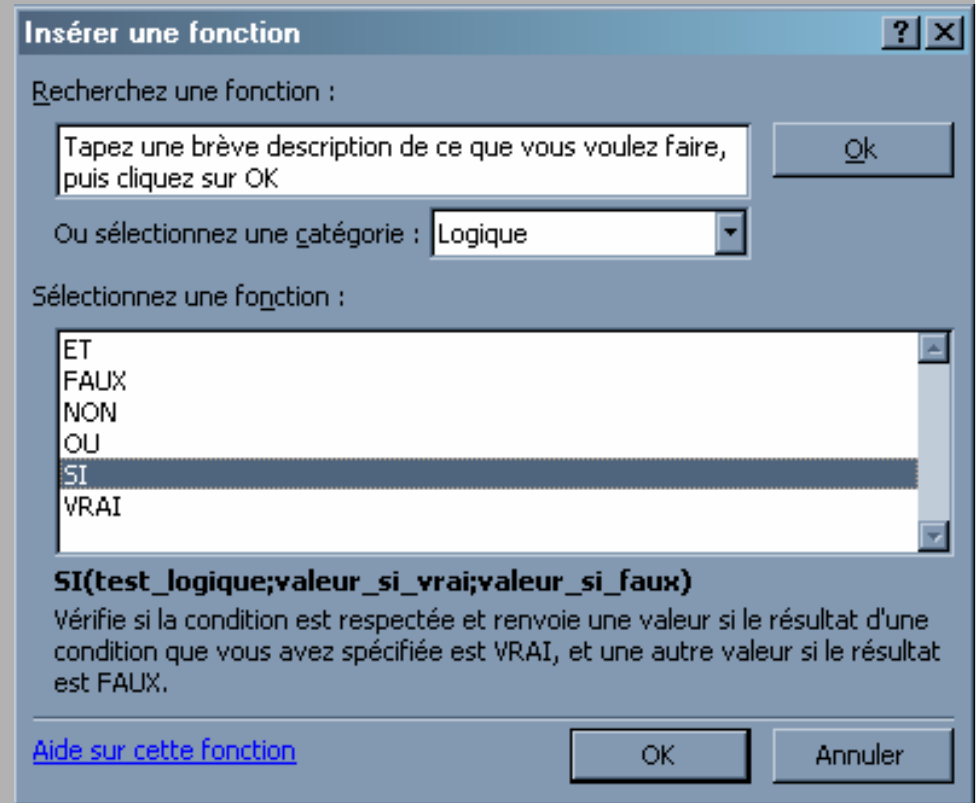 Insérer une fonction
Recherchez une fonction :
Tapez une brève description de ce que vous voulez faire,
puis cliquez sur OK
Ok
Ou sélectionnez une catégorie : Logique
Sélectionnez une fonction :
ET
FAUX
NON
OU
SI
VRAI
SI(test_logique;valeur_si_vrai;valeur_si_faux)
Vérifie si la condition est respectée et renvoie une valeur si le résultat d'une
condition que vous avez spécifiée est VRAI, et une autre valeur si le résultat
est FAUX.
Aide sur cette fonction
OK
Annuler